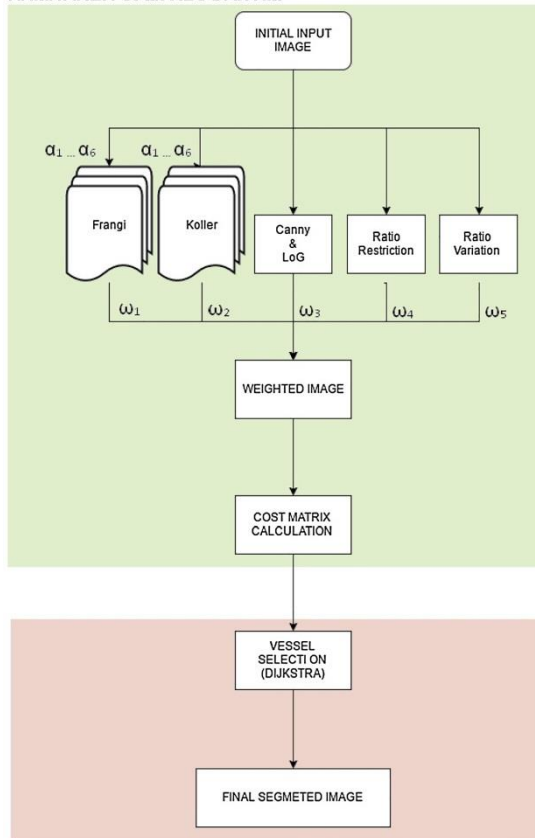 INITIAL INPUT
IMAGE
α1 ... α6
α1 ... α6
Frangi
Koller
Canny
&
LoG
Ratio
Restriction
Ratio
Variation
ω1
ω2
ω3
ω4
ω5
WEIGHTED IMAGE
COST MATRIX
CALCULATION
VESSEL
SELECTI ON
(DIJKSTRA)
FINAL SEGMETED IMAGE